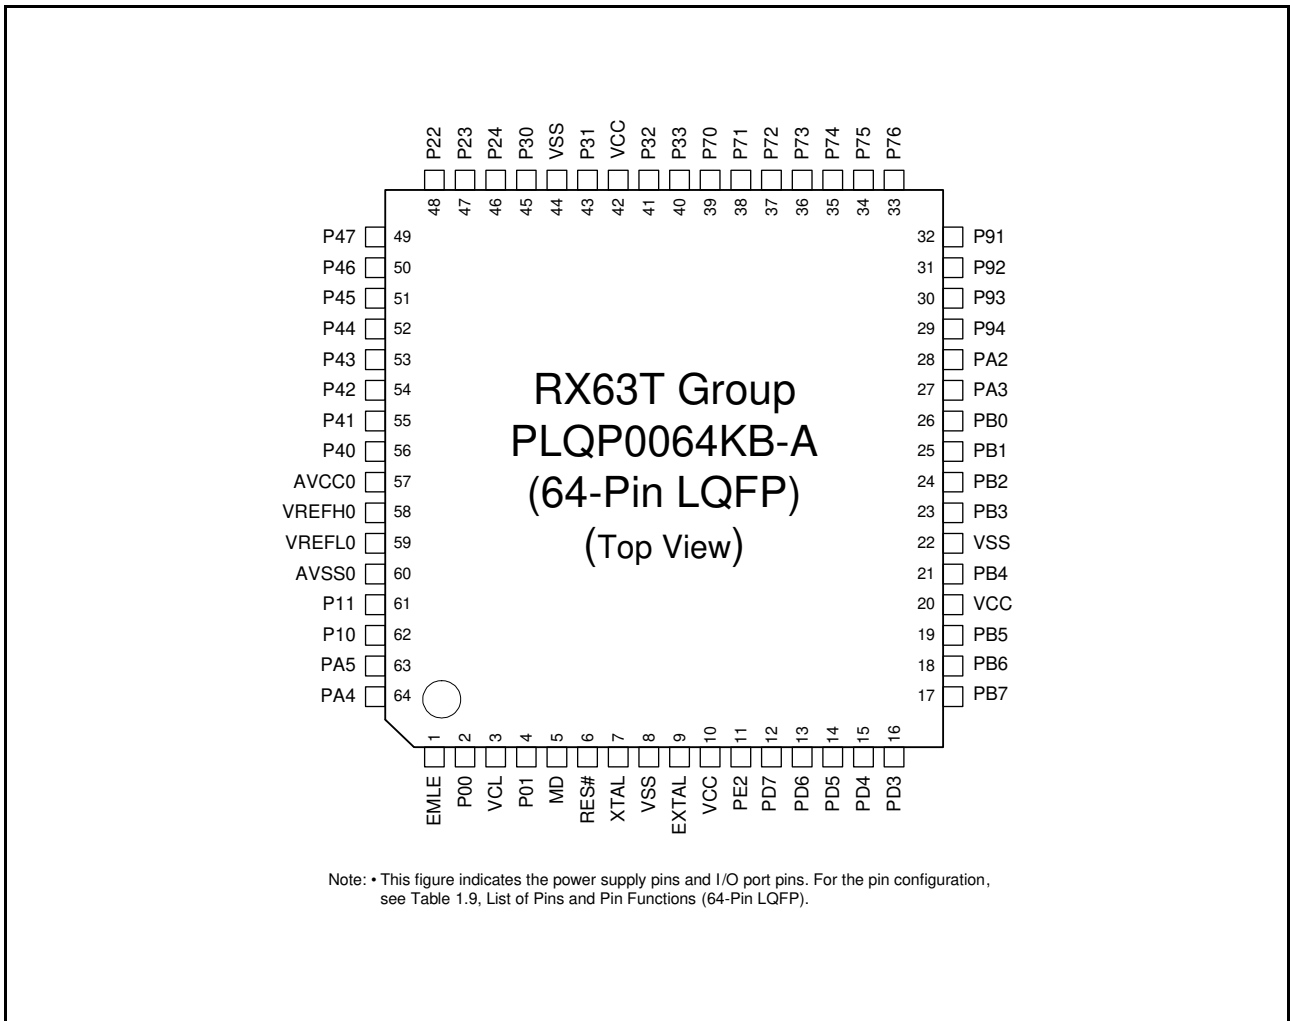 P22 P23 P24 P30 VSS P31 VCC P32 P33 P70 P71 P72 P73 P74 P75 P76
48 47 46 45 44 43 42 41 40 39 38 37 36 35 34 33
P47 49 32 P91
P46 50 31 P92
P45 51 30 P93
P44 52 29 P94
P43 53 28 PA2
P42 54 27 PA3
P41 55 26 PB0
P40 56 25 PB1
AVCC0 57 24 PB2
VREFH0 58 23 PB3
VREFL0 59 22 VSS
AVSS0 60 21 PB4
P11 61 20 VCC
P10 62 19 PB5
PA5 63 18 PB6
PA4 64 17 PB7
RX63T Group
PLQP0064KB-A
(64-Pin LQFP)
(Top View)
1 2 3 4 5 6 7 8 9 10 11 12 13 14 15 16
EMLE P00 VCL P01 MD RES# XTAL VSS EXTAL VCC PE2 PD7 PD6 PD5 PD4 PD3
Note: • This figure indicates the power supply pins and I/O port pins. For the pin configuration,
see Table 1.9, List of Pins and Pin Functions (64-Pin LQFP).